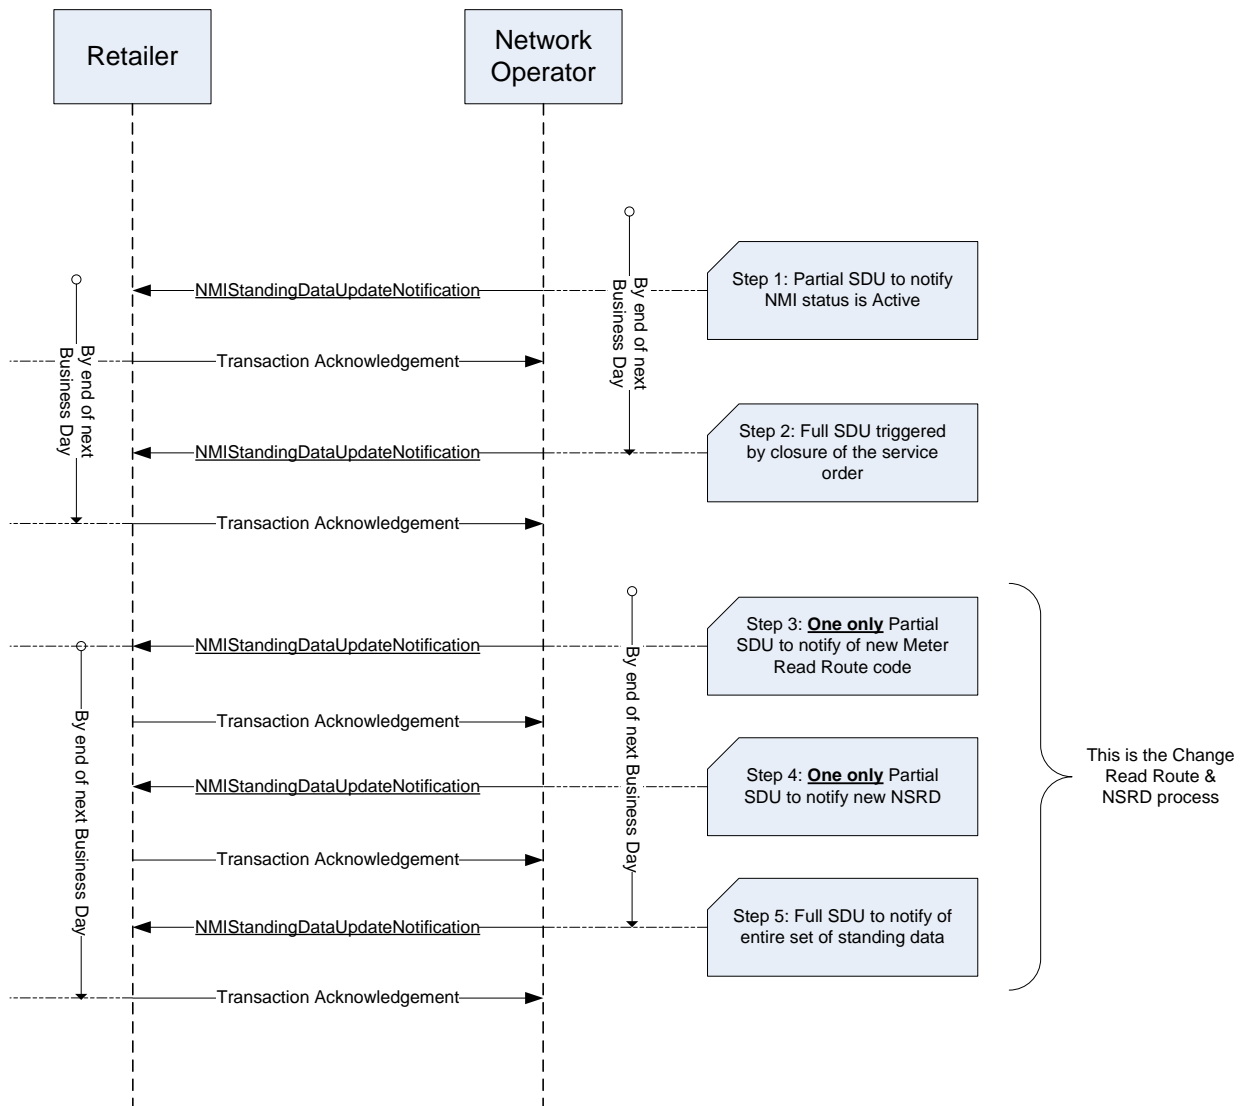 Retailer
Network
Operator
Step 1: Partial SDU to notify
NMI status is Active
NMIStandingDataUpdateNotification
By end of next
Business Day
By end of next
Business Day
Transaction Acknowledgement
Step 2: Full SDU triggered
by closure of the service
order
NMIStandingDataUpdateNotification
Transaction Acknowledgement
Step 3: One only Partial
SDU to notify of new Meter
Read Route code
NMIStandingDataUpdateNotification
By end of next Business Day
By end of next Business Day
Transaction Acknowledgement
Step 4: One only Partial
SDU to notify new NSRD
NMIStandingDataUpdateNotification
This is the Change
Read Route &
NSRD process
Transaction Acknowledgement
Step 5: Full SDU to notify of
entire set of standing data
NMIStandingDataUpdateNotification
Transaction Acknowledgement